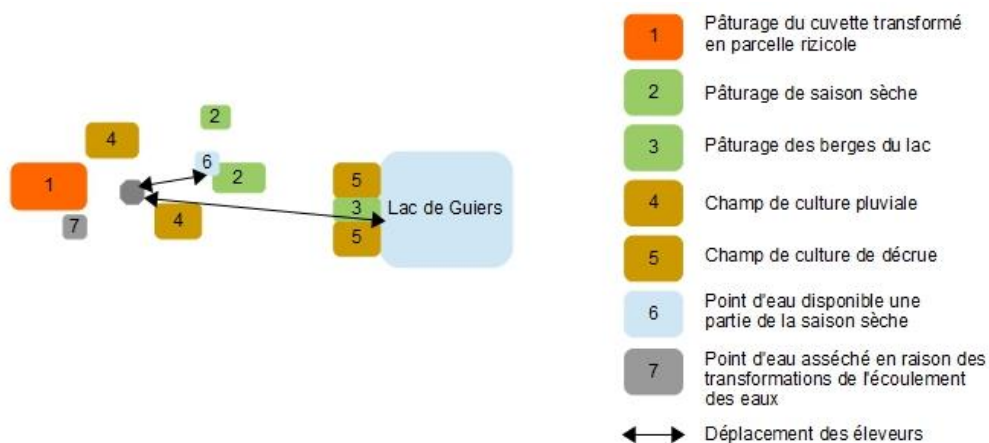 4
1
7
2
6
2
4
5
3
5
Lac de Guiers
1 Pâturage du cuvette transformé
en parcelle rizicole
2 Pâturage de saison sèche
3 Pâturage des berges du lac
4 Champ de culture pluviale
5 Champ de culture de décrue
6 Point d'eau disponible une
partie de la saison sèche
7 Point d'eau asséché en raison des
transformations de l'écoulement
des eaux
Déplacement des éleveurs